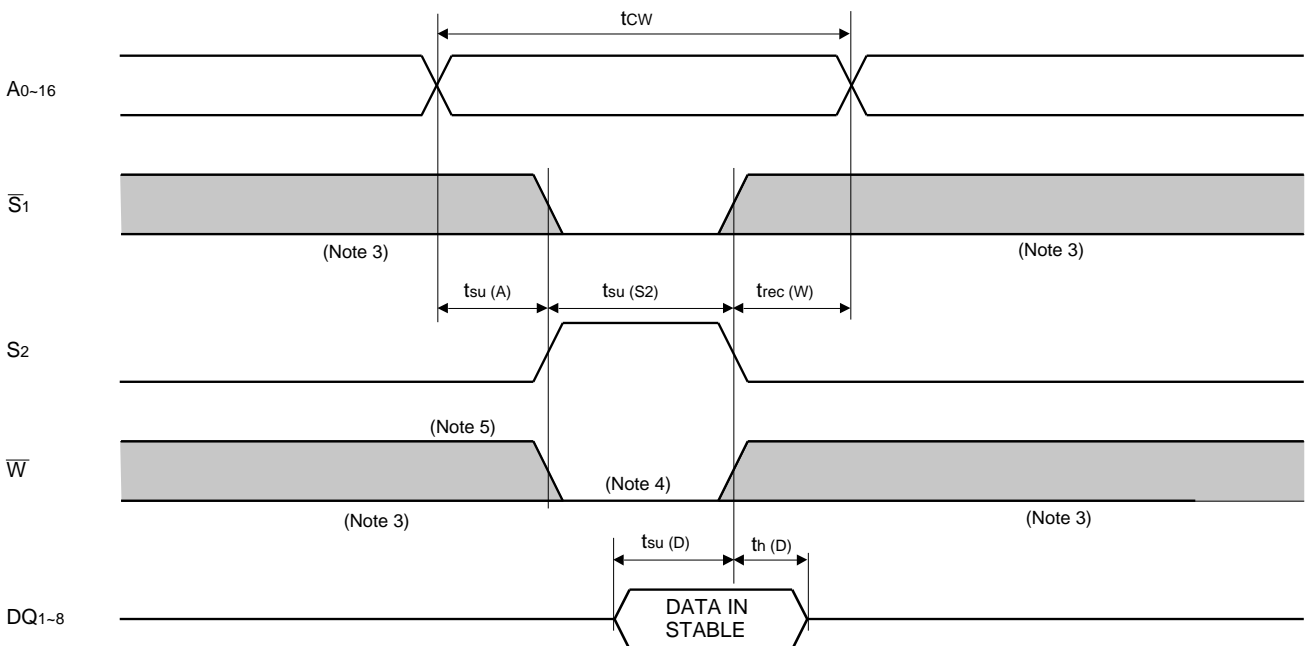 tCW
A0~16
S̅1
(Note 3) (Note 3)
tsu (A) tsu (S2) trec (W)
S2
(Note 5)
W̅
(Note 4)
(Note 3) (Note 3)
tsu (D) th (D)
DQ1~8
DATA IN
STABLE